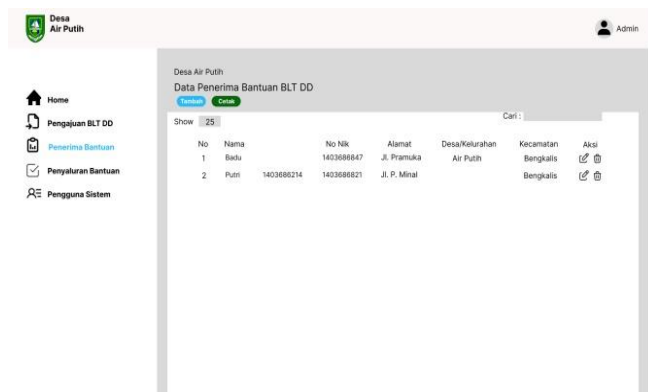 Desa
Air Putih
Admin
Home
Pengajuan BLT DD
Penerima Bantuan
Penyaluran Bantuan
Pengguna Sistem
Desa Air Putih
Data Penerima Bantuan BLT DD
Tambah Cetak
Show 25 Cari :
No Nama No Nik Alamat Desa/Kelurahan Kecamatan Aksi
1 Badu 1403686847 Jl. Pramuka Air Putih Bengkalis
2 Putri 1403686214 1403686821 Jl. P. Minal Bengkalis